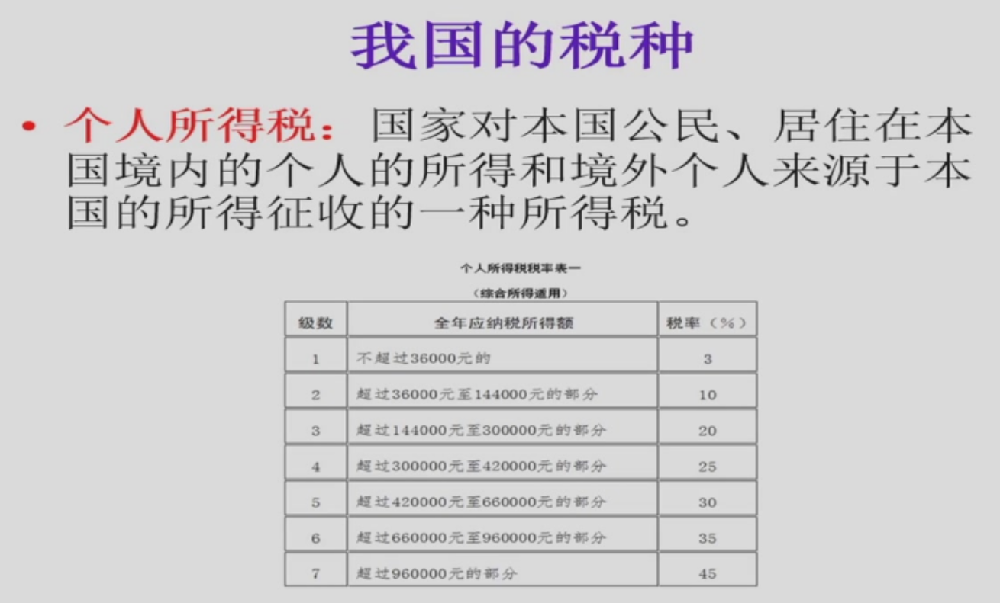 我国的税种
• 个人所得税：国家对本国公民、居住在本
国境内的个人的所得和境外个人来源于本
国的所得征收的一种所得税。
个人所得税税率表一
（综合所得适用）
级数 全年应纳税所得额 税率（%）
1 不超过36000元的 3
2 超过36000元至144000元的部分 10
3 超过144000元至300000元的部分 20
4 超过300000元至420000元的部分 25
5 超过420000元至660000元的部分 30
6 超过660000元至960000元的部分 35
7 超过960000元的部分 45